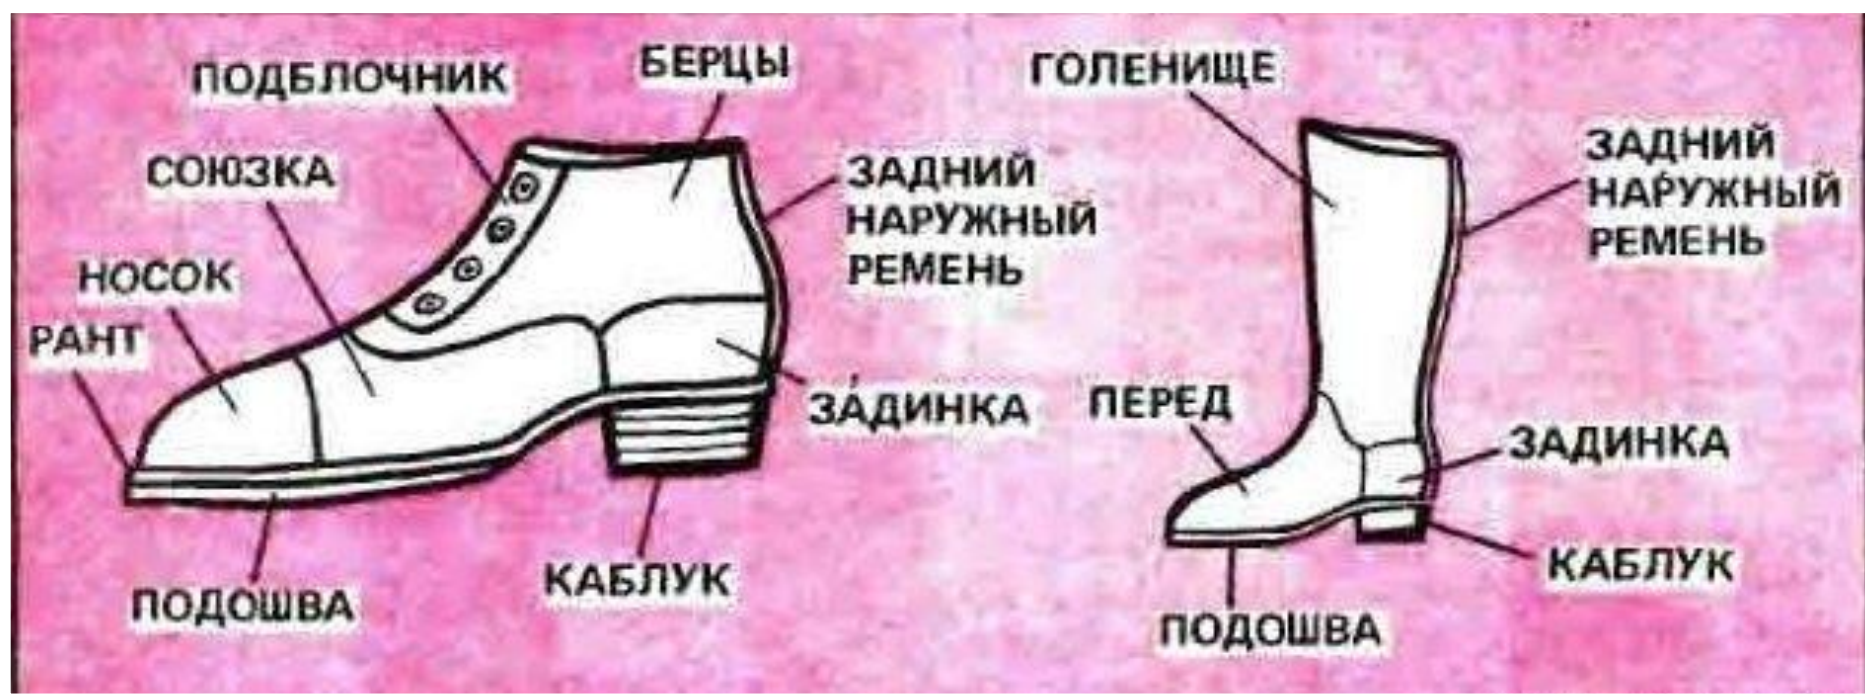 ПОДБЛОЧНИК
БЕРЦЫ
СОЮЗКА
ЗАДНИЙ
НАРУЖНЫЙ
РЕМЕНЬ
НОСОК
РАНТ
ЗАДИНКА
КАБЛУК
ПОДОШВА
ГОЛЕНИЩЕ
ЗАДНИЙ
НАРУЖНЫЙ
РЕМЕНЬ
ПЕРЕД
ЗАДИНКА
КАБЛУК
ПОДОШВА